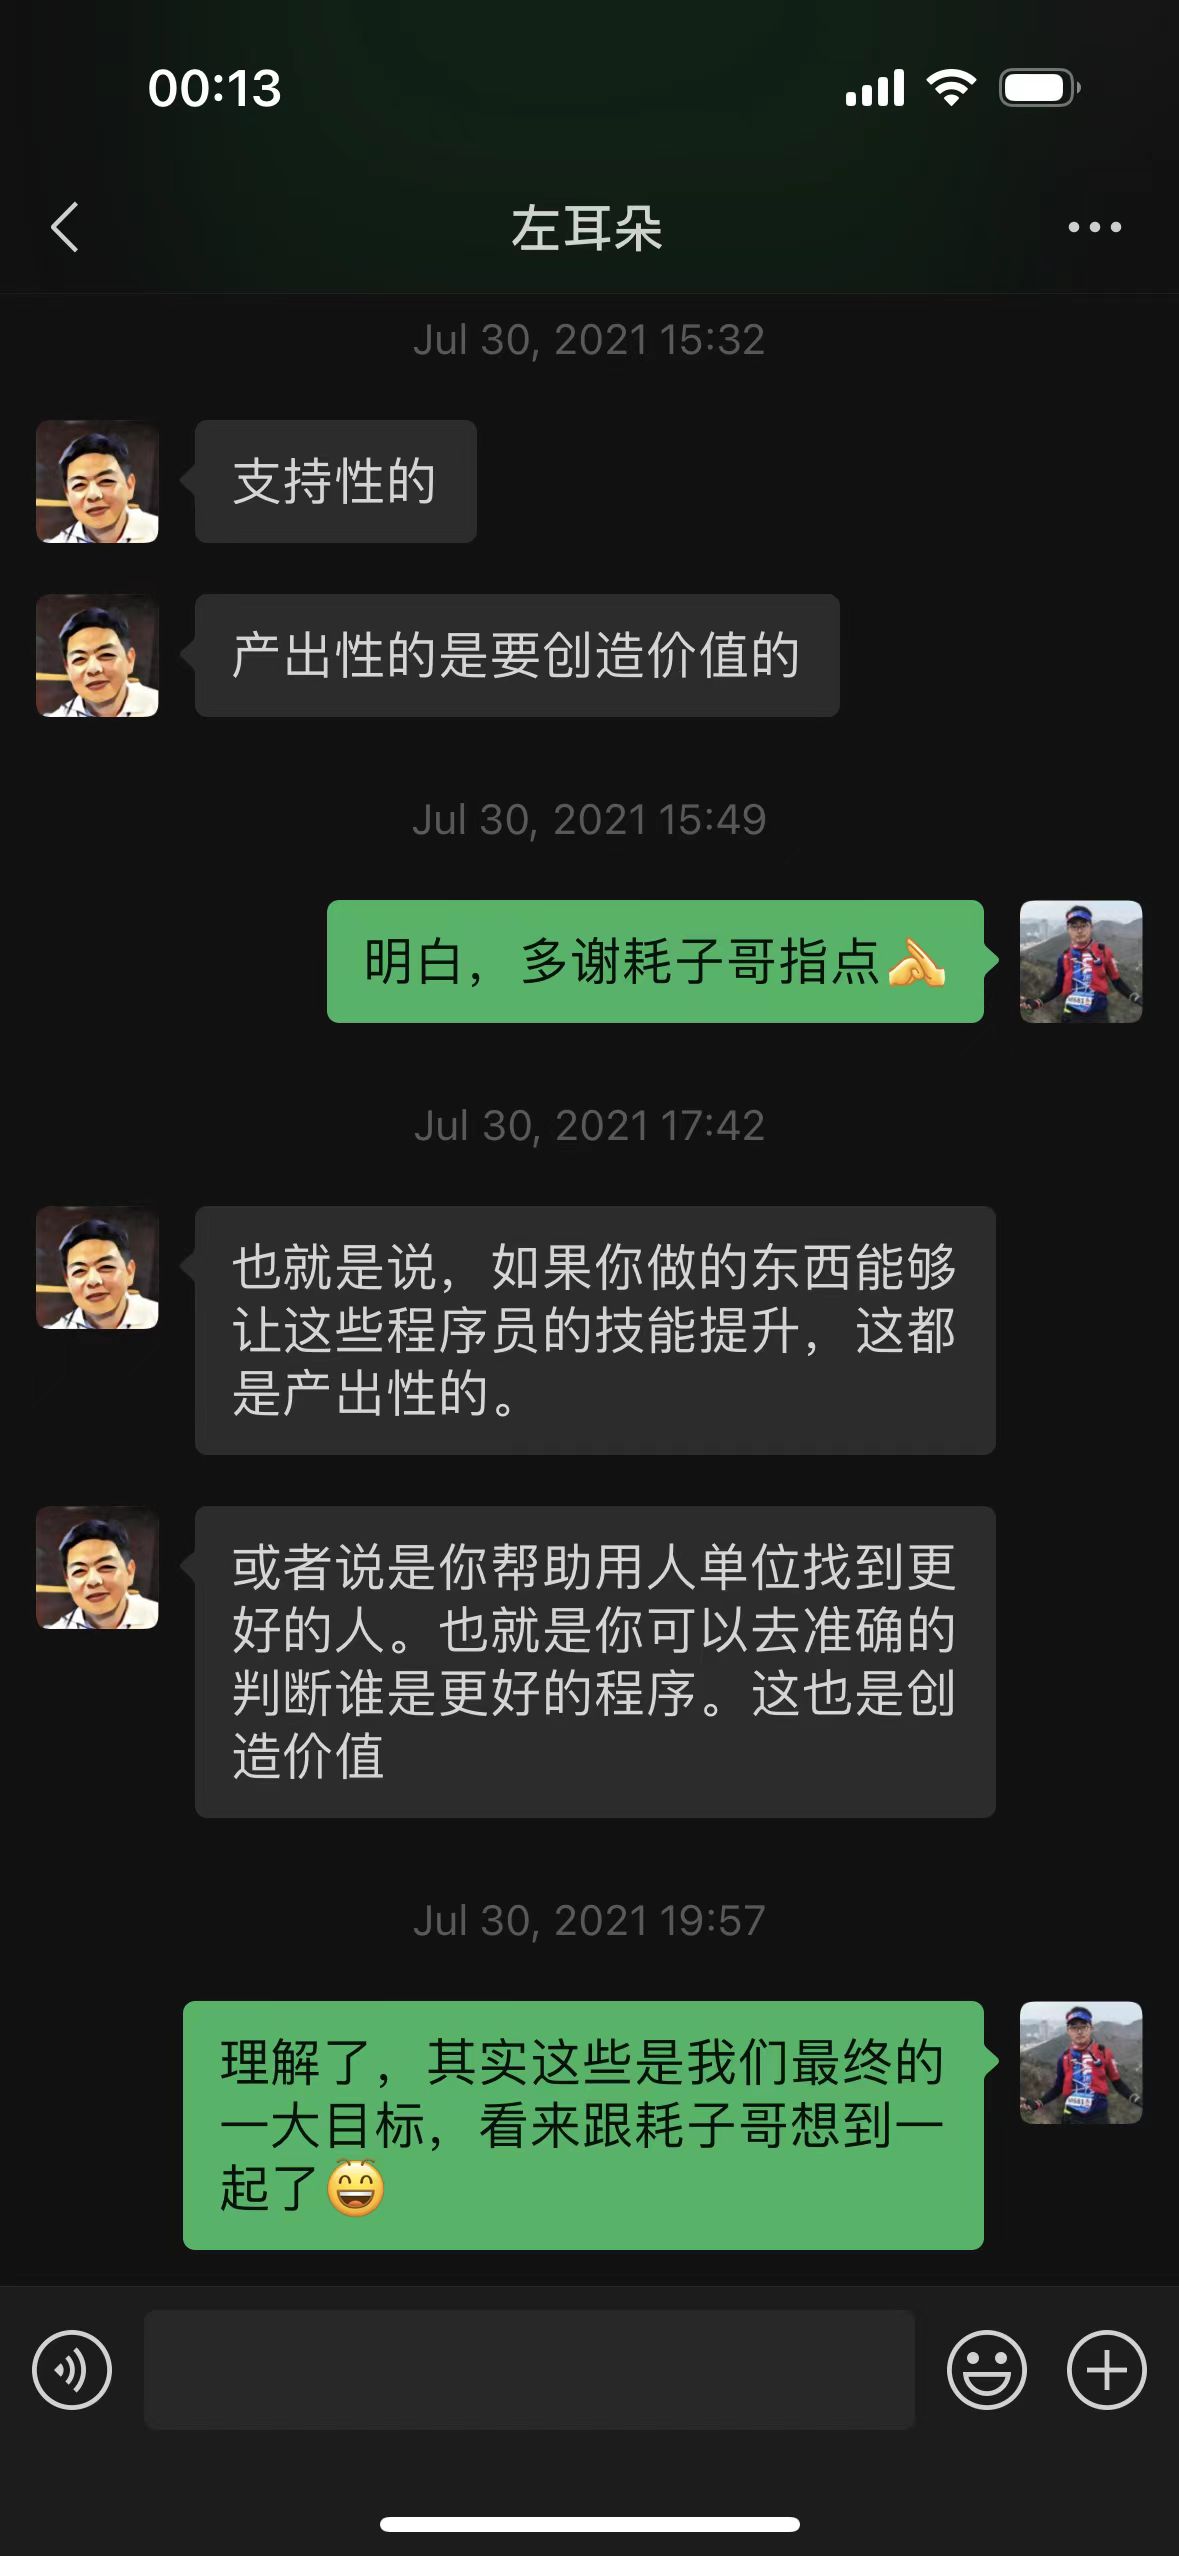 00:13
左耳朵
Jul 30, 2021 15:32
支持性的
产出性的是要创造价值的
Jul 30, 2021 15:49
明白，多谢耗子哥指点
Jul 30, 2021 17:42
也就是说，如果你做的东西能够
让这些程序员的技能提升，这都
是产出性的。
或者说是你帮助用人单位找到更
好的人。也就是你可以去准确的
判断谁是更好的程序。这也是创
造价值
Jul 30, 2021 19:57
理解了，其实这些是我们最终的
一大目标，看来跟耗子哥想到一
起了😄